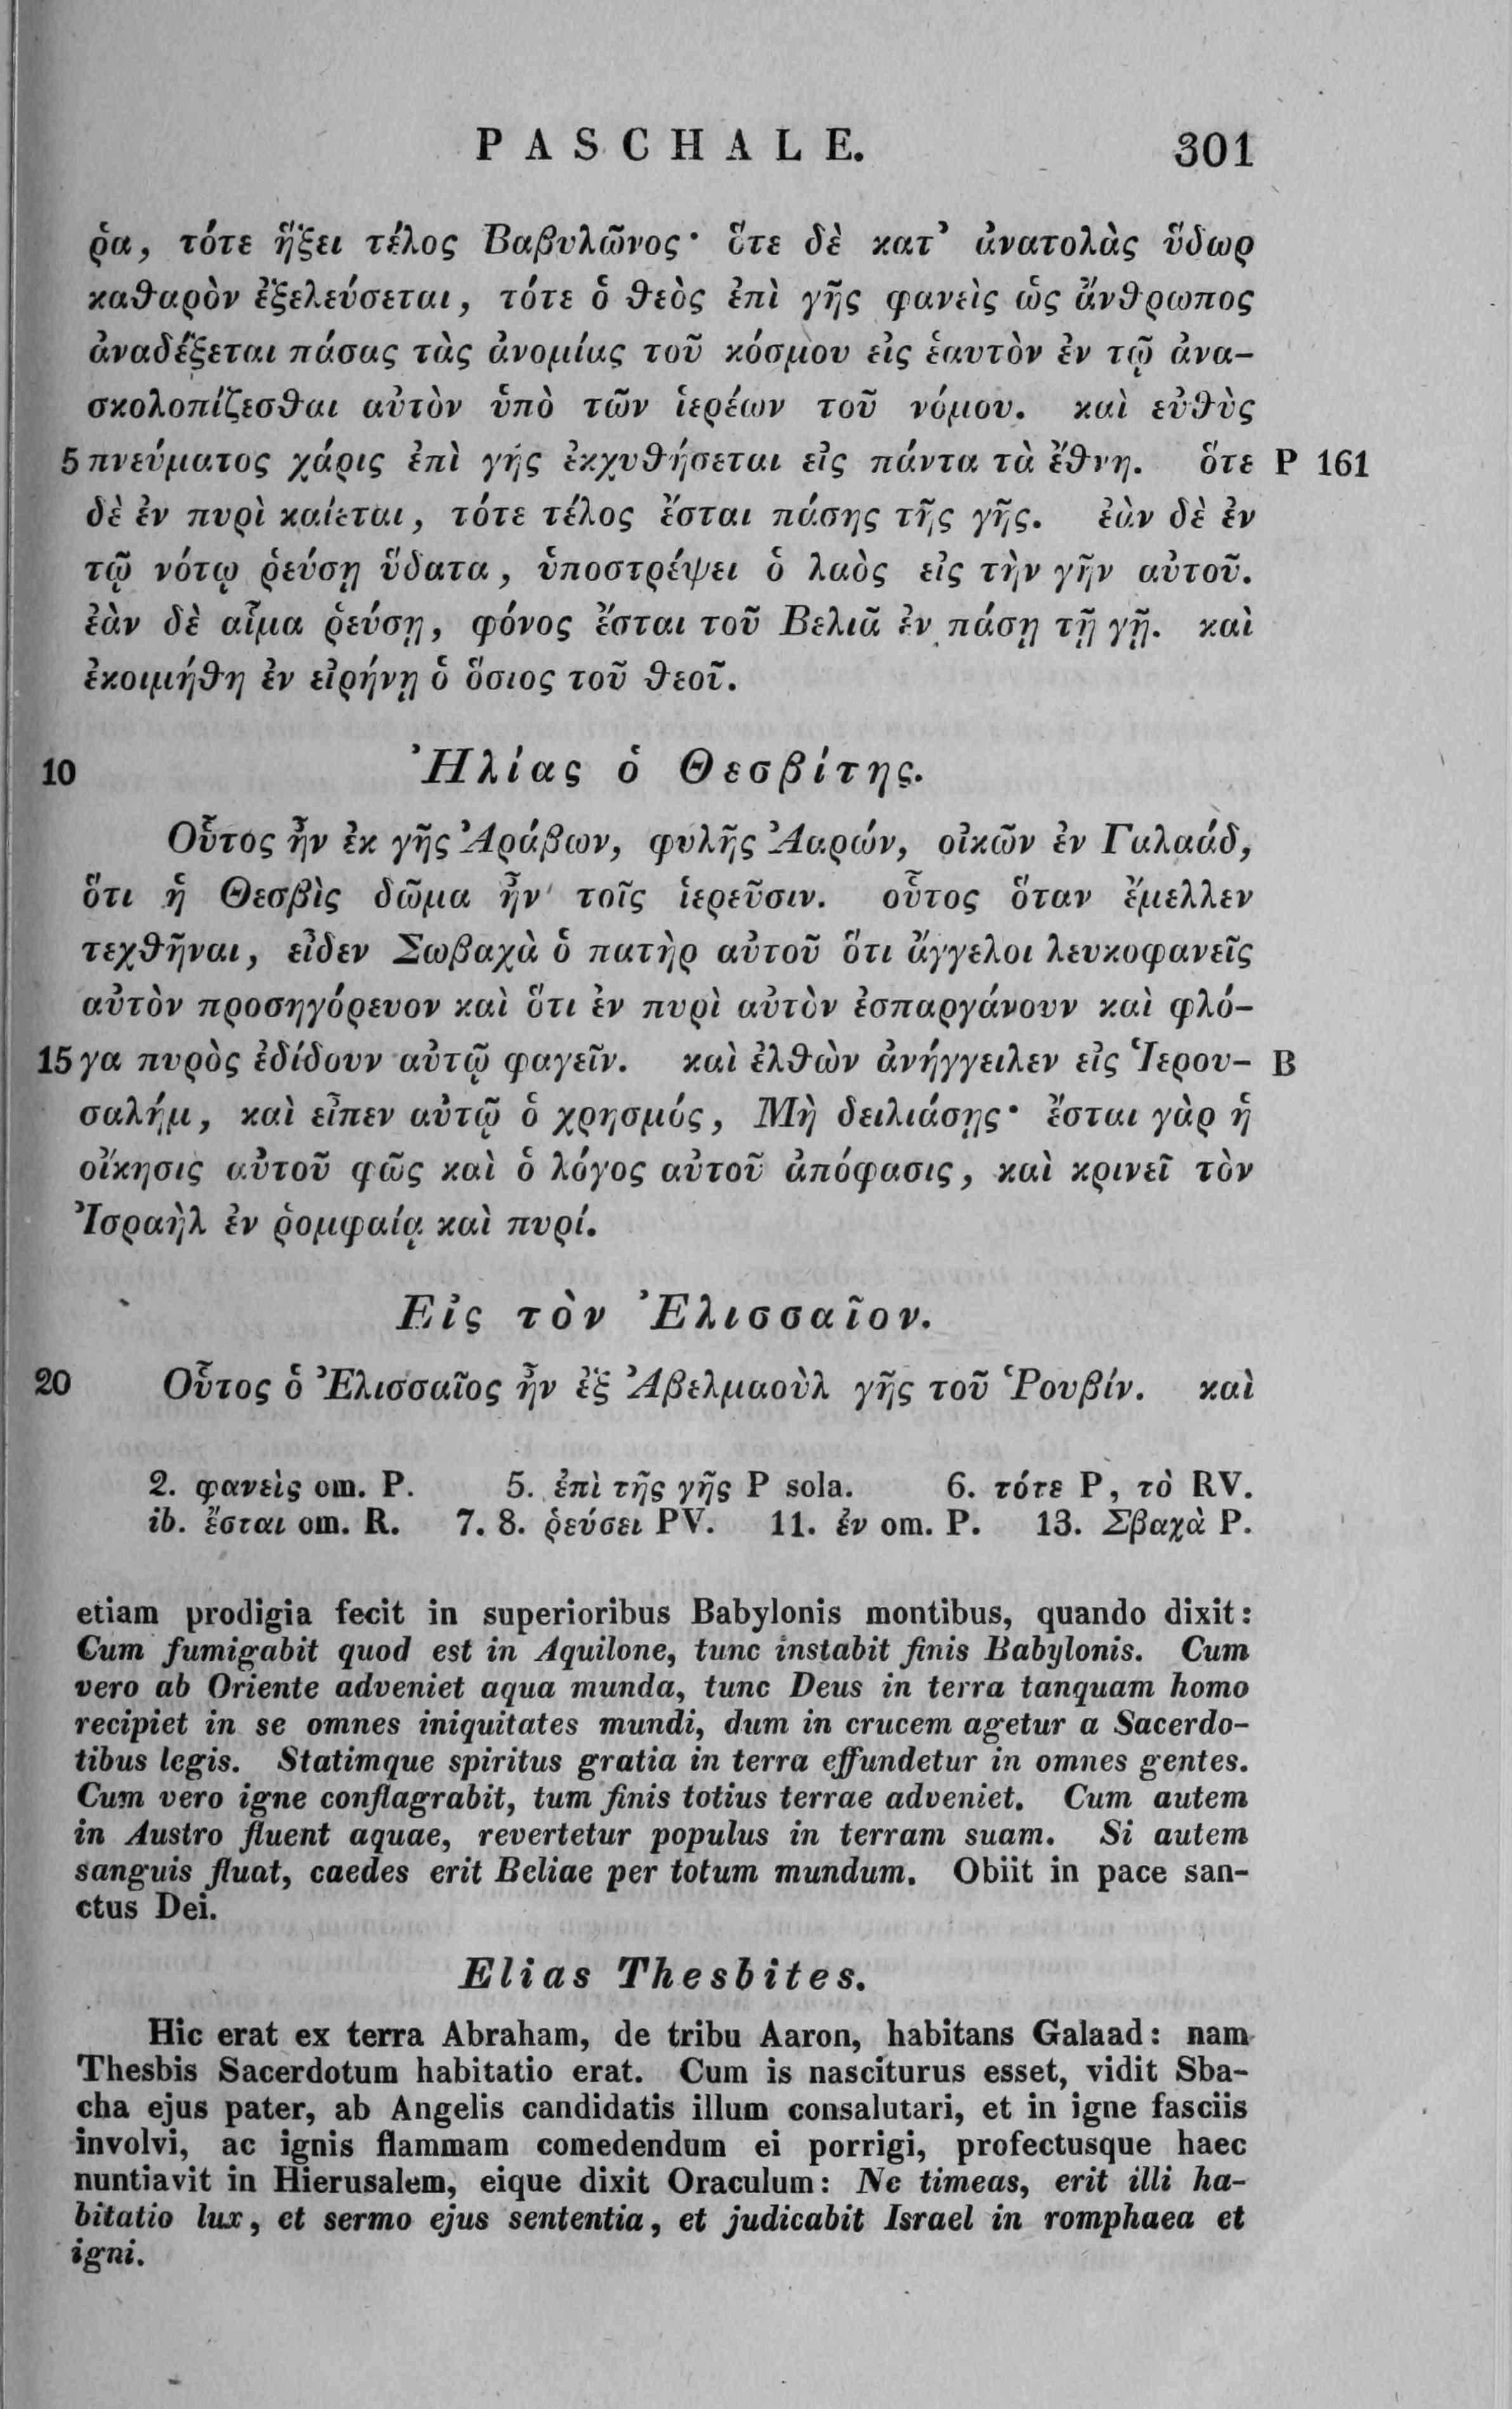 PASCHALE. 301
ῥα, τότε ἥξει τέλος Βαβυλῶνος· ὅτε δὲ κατ᾽ ἀνατολὰς ὕδωρ
καθαρὸν ἐξελεύσεται, τότε ὁ θεὸς ἐπὶ γῆς φανεὶς ὡς ἄνθρωπος
ἀναδέξεται πάσας τὰς ἀνομίας τοῦ κόσμου εἰς ἑαυτὸν ἐν τῷ ἀνα-
σκολοπίζεσθαι αὐτὸν ὑπὸ τῶν ἱερέων τοῦ νόμου. καὶ εὐθὺς
5 πνεύματος χάρις ἐπὶ γῆς ἐκχυθήσεται εἰς πάντα τὰ ἔθνη. ὅτε P 161
δὲ ἐν πυρὶ καίεται, τότε τέλος ἔσται πάσης τῆς γῆς. ἐὰν δὲ ἐν
τῷ νότῳ ῥεύσῃ ὕδατα, ὑποστρέψει ὁ λαὸς εἰς τὴν γῆν αὐτοῦ.
ἐὰν δὲ αἷμα ῥεύσῃ, φόνος ἔσται τοῦ Βελιᾶ ἐν πάσῃ τῇ γῇ. καὶ
ἐκοιμήθη ἐν εἰρήνῃ ὁ ὅσιος τοῦ θεοῦ.
10 Ἠλίας ὁ Θεσβίτης.
Οὗτος ἦν ἐκ γῆς Ἀράβων, φυλῆς Ἀαρών, οἰκῶν ἐν Γαλαάδ,
ὅτι ἡ Θεσβὶς δῶμα ἦν τοῖς ἱερεῦσιν. οὗτος ὅταν ἔμελλεν
τεχθῆναι, εἶδεν Σωβαχὰ ὁ πατὴρ αὐτοῦ ὅτι ἄγγελοι λευκοφανεῖς
αὐτὸν προσηγόρευον καὶ ὅτι ἐν πυρὶ αὐτὸν ἐσπαργάνουν καὶ φλό-
15 γα πυρὸς ἐδίδουν αὐτῷ φαγεῖν. καὶ ἐλθὼν ἀνήγγειλεν εἰς Ἱερου- B
σαλήμ, καὶ εἶπεν αὐτῷ ὁ χρησμός, Μὴ δειλιάσῃς· ἔσται γὰρ ἡ
οἴκησις αὐτοῦ φῶς καὶ ὁ λόγος αὐτοῦ ἀπόφασις, καὶ κρινεῖ τὸν
Ἰσραὴλ ἐν ῥομφαίᾳ καὶ πυρί.
Εἰς τὸν Ἐλισσαῖον.
20 Οὗτος ὁ Ἐλισσαῖος ἦν ἐξ Ἀβελμαοὺλ γῆς τοῦ Ῥουβίν. καὶ
2. φανεὶς om. P. 5. ἐπὶ τῆς γῆς P sola. 6. τότε P, τὸ RV.
ib. ἔσται om. R. 7. 8. ῥεύσει PV. 11. ἐν om. P. 13. Σβαχὰ P.
etiam prodigia fecit in superioribus Babylonis montibus, quando dixit:
Cum fumigabit quod est in Aquilone, tunc instabit finis Babylonis. Cum
vero ab Oriente adveniet aqua munda, tunc Deus in terra tanquam homo
recipiet in se omnes iniquitates mundi, dum in crucem agetur a Sacerdo-
tibus legis. Statimque spiritus gratia in terra effundetur in omnes gentes.
Cum vero igne conflagrabit, tum finis totius terrae adveniet. Cum autem
in Austro fluent aquae, revertetur populus in terram suam. Si autem
sanguis fluat, caedes erit Beliae per totum mundum. Obiit in pace san-
ctus Dei.
Elias Thesbites.
Hic erat ex terra Abraham, de tribu Aaron, habitans Galaad: nam
Thesbis Sacerdotum habitatio erat. Cum is nasciturus esset, vidit Sba-
cha ejus pater, ab Angelis candidatis illum consalutari, et in igne fasciis
involvi, ac ignis flammam comedendum ei porrigi, profectusque haec
nuntiavit in Hierusalem, eique dixit Oraculum: Ne timeas, erit illi ha-
bitatio lux, et sermo ejus sententia, et judicabit Israel in romphaea et
igni.